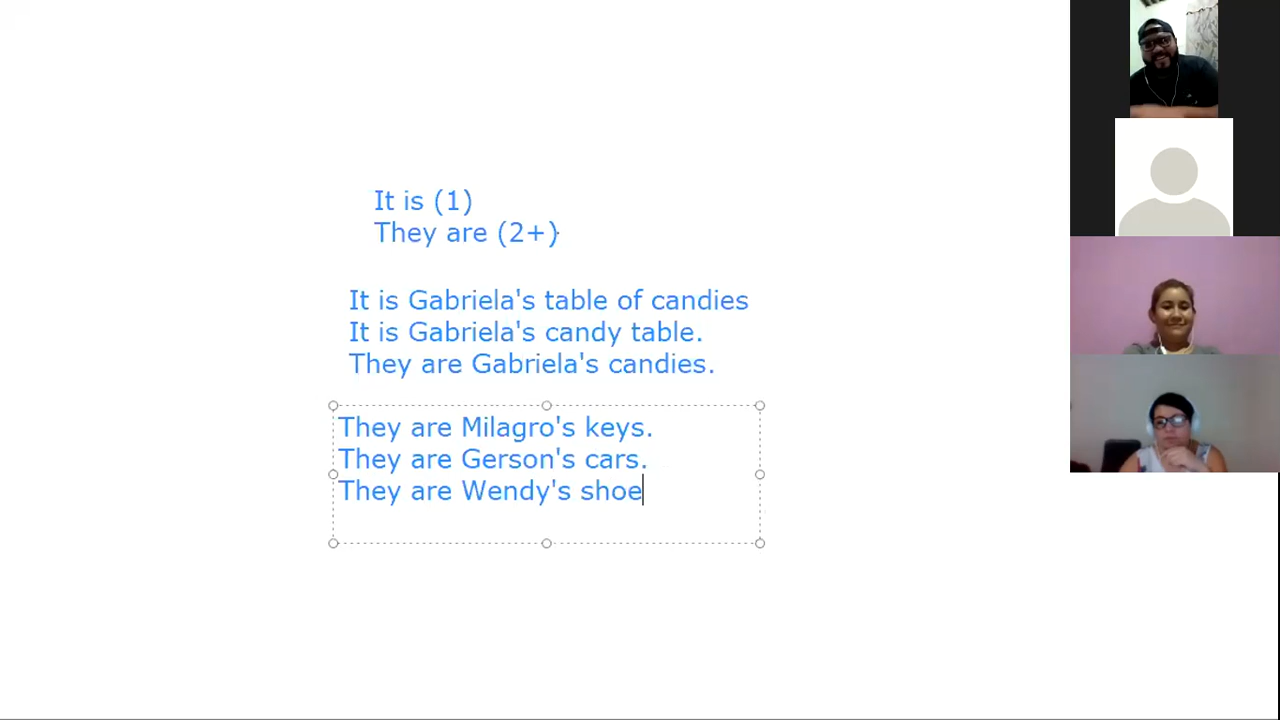 It is (1)
They are (2+)
It is Gabriela's table of candies
It is Gabriela's candy table.
They are Gabriela's candies.
They are Milagro's keys.
They are Gerson's cars.
They are Wendy's shoe